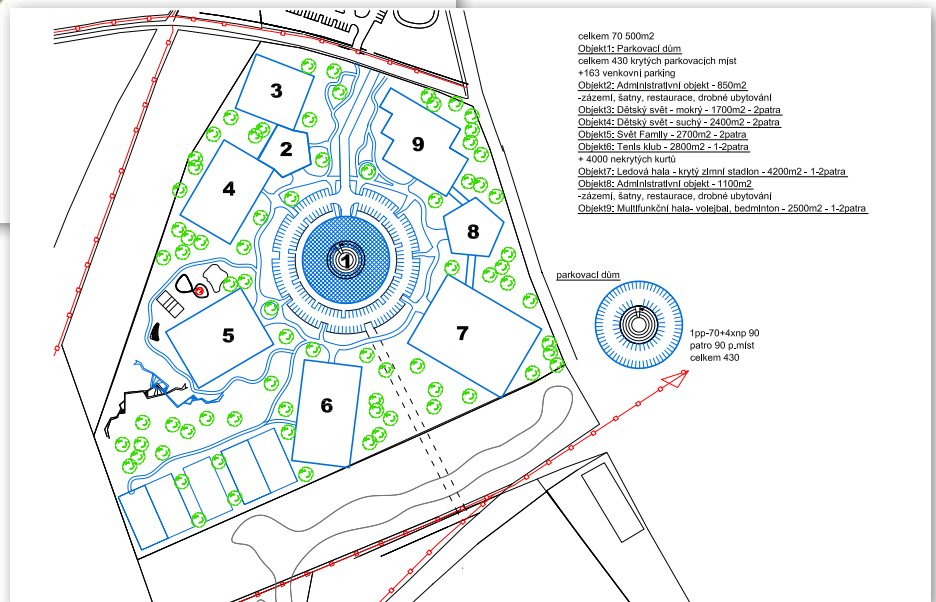 celkem 70 500m2
Objekt1: Parkovací dům
celkem 430 krytých parkovacích míst
+163 venkovní parking
Objekt2: Administrativní objekt - 850m2
-zázemí, šatny, restaurace, drobné ubytování
Objekt3: Dětský svět - mokrý - 1700m2 - 2patra
Objekt4: Dětský svět - suchý - 2400m2 - 2patra
Objekt5: Svět Family - 2700m2 - 2patra
Objekt6: Tenis klub - 2800m2 - 1-2patra
+ 4000 nekrytých kurtů
Objekt7: Ledová hala - krytý zimní stadion - 4200m2 - 1-2patra
Objekt8: Administrativní objekt - 1100m2
-zázemí, šatny, restaurace, drobné ubytování
Objekt9: Multifunkční hala- volejbal, bedminton - 2500m2 - 1-2patra
3
2
9
4
8
1
5
7
6
parkovací dům
1pp-70+4xnp 90
patro 90 p.míst
celkem 430